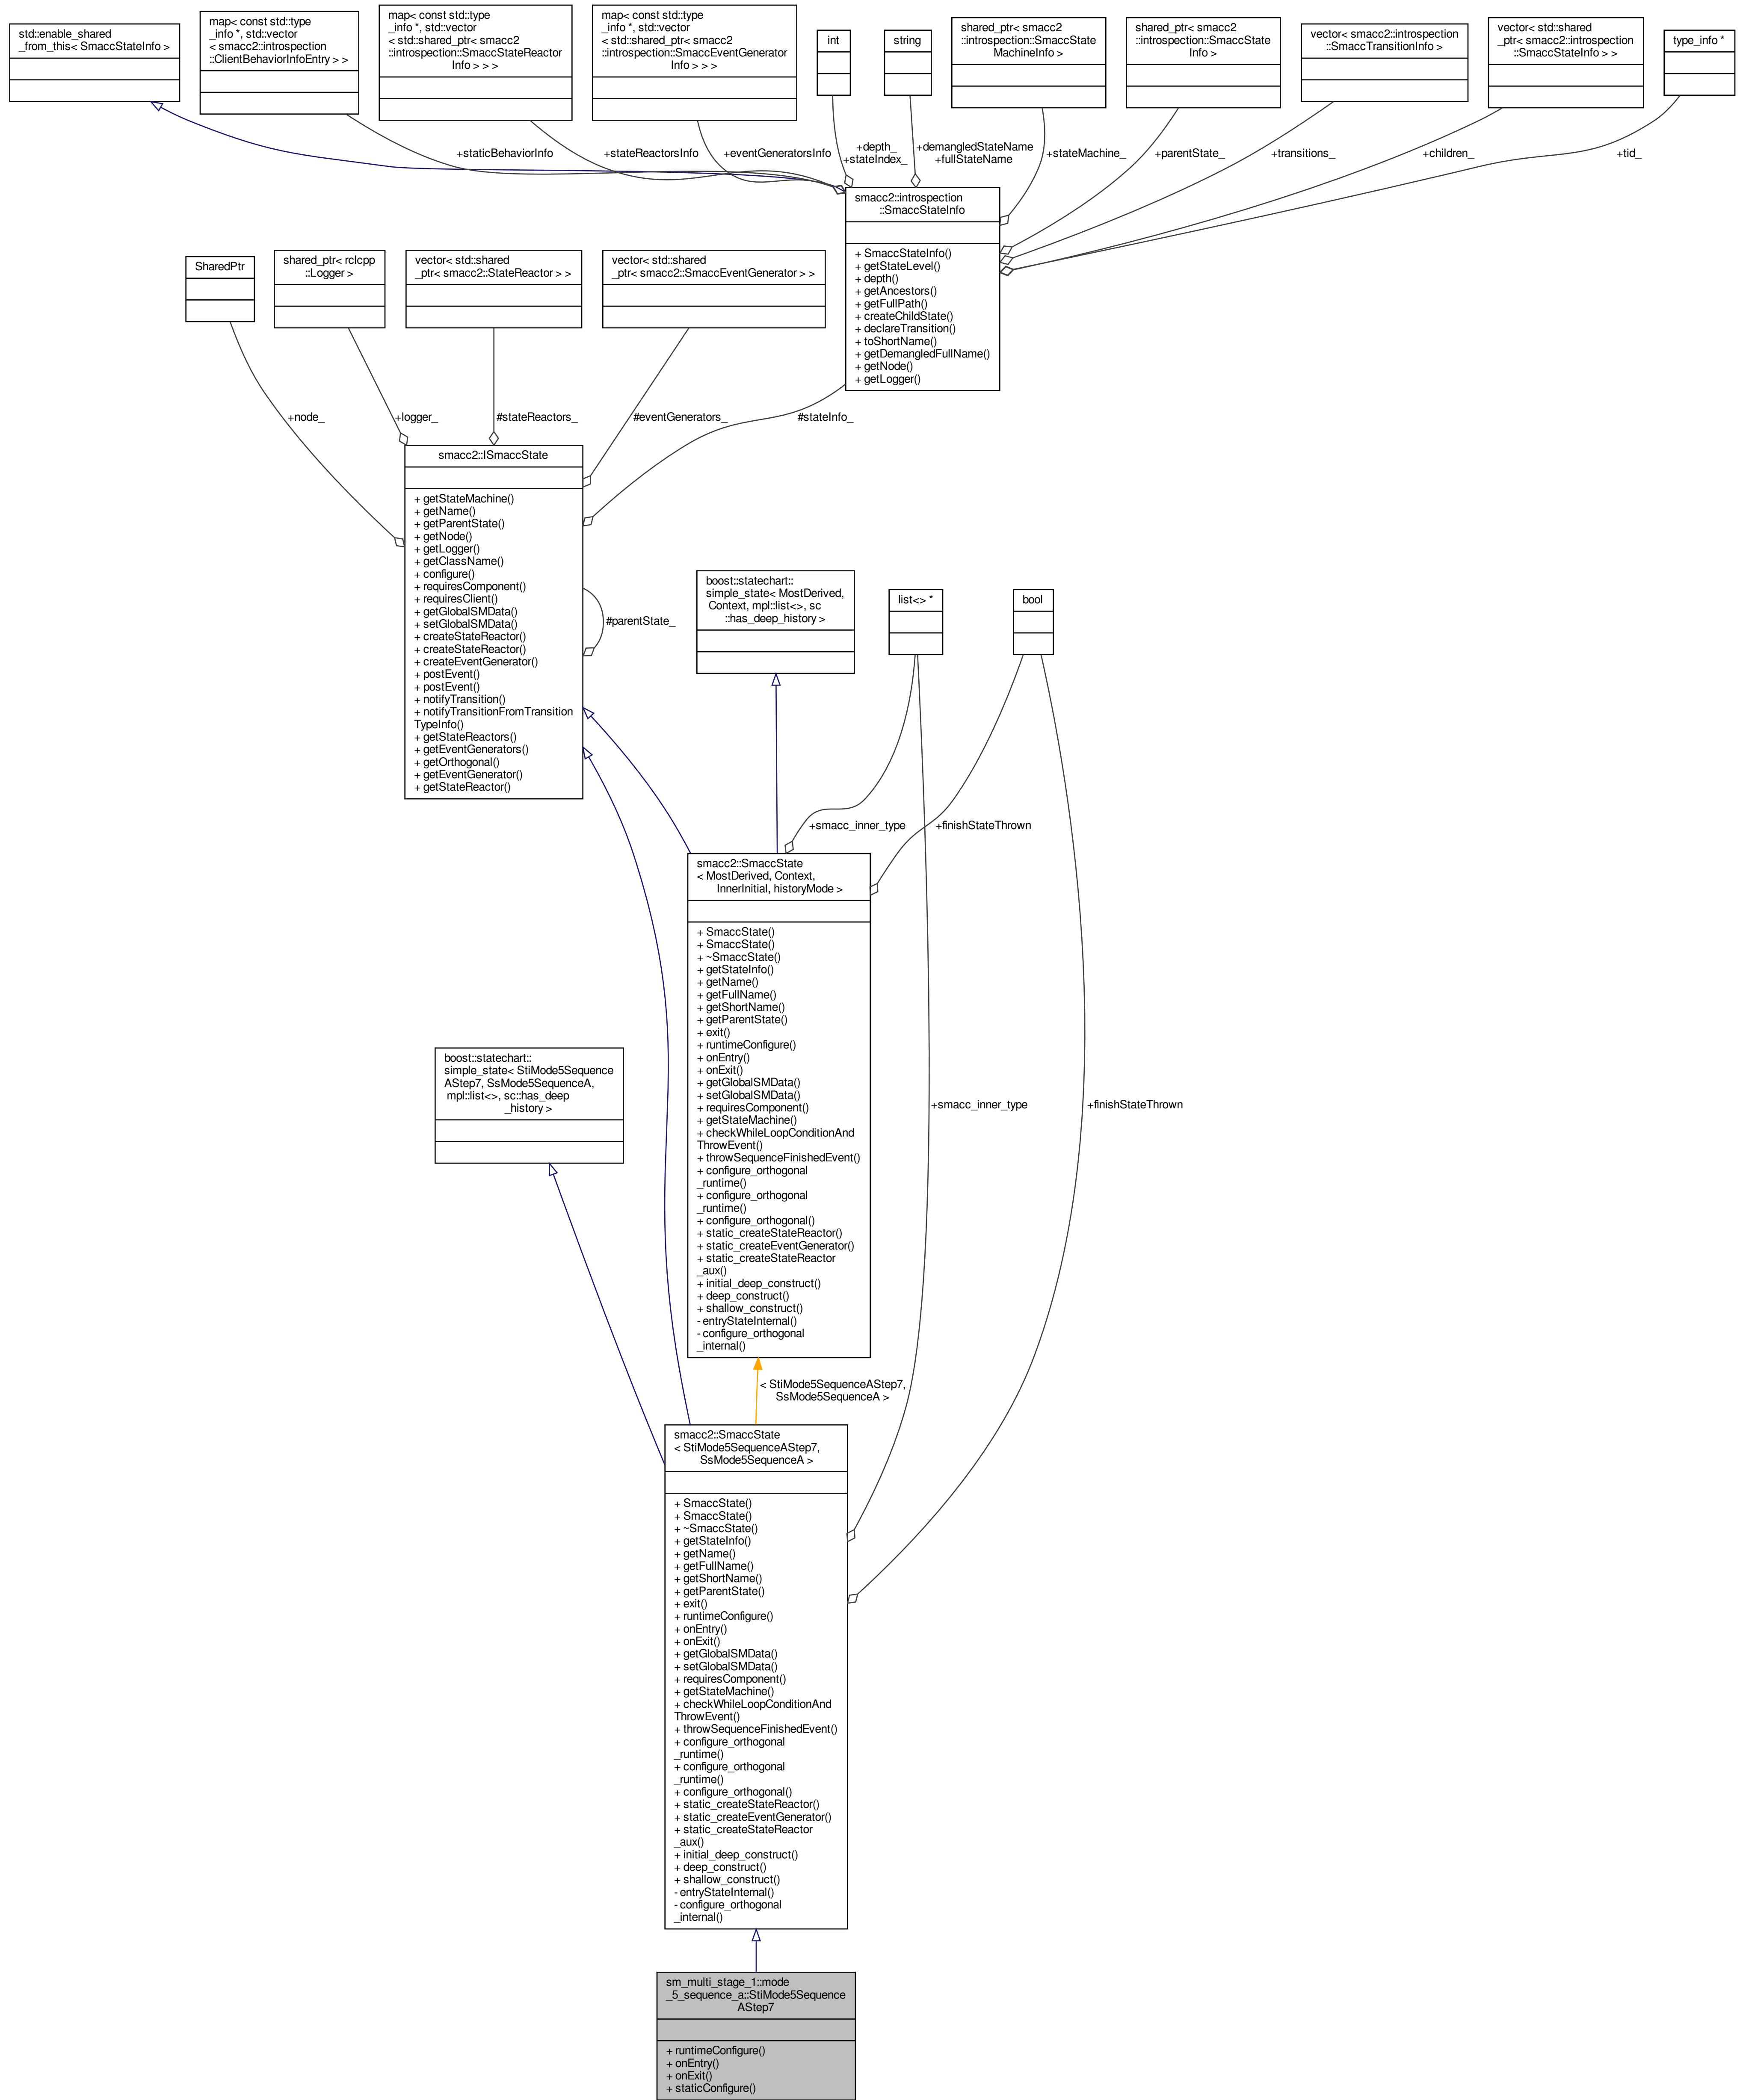 std::enable_shared
_from_this< SmaccStateInfo >
map< const std::type
_info *, std::vector
< smacc2::introspection
::ClientBehaviorInfoEntry > >
map< const std::type
_info *, std::vector
< std::shared_ptr< smacc2
::introspection::SmaccStateReactor
Info > > >
map< const std::type
_info *, std::vector
< std::shared_ptr< smacc2
::introspection::SmaccEventGenerator
Info > > >
int
string
shared_ptr< smacc2
::introspection::SmaccState
MachineInfo >
shared_ptr< smacc2
::introspection::SmaccState
Info >
vector< smacc2::introspection
::SmaccTransitionInfo >
vector< std::shared
_ptr< smacc2::introspection
::SmaccStateInfo > >
type_info *
+staticBehaviorInfo
+stateReactorsInfo
+eventGeneratorsInfo
+depth_
+stateIndex_
+demangledStateName
+fullStateName
+stateMachine_
+parentState_
+transitions_
+children_
+tid_
smacc2::introspection
::SmaccStateInfo
+ SmaccStateInfo()
+ getStateLevel()
+ depth()
+ getAncestors()
+ getFullPath()
+ createChildState()
+ declareTransition()
+ toShortName()
+ getDemangledFullName()
+ getNode()
+ getLogger()
SharedPtr
shared_ptr< rclcpp
::Logger >
vector< std::shared
_ptr< smacc2::StateReactor > >
vector< std::shared
_ptr< smacc2::SmaccEventGenerator > >
+node_
+logger_
#stateReactors_
#eventGenerators_
#stateInfo_
smacc2::ISmaccState
+ getStateMachine()
+ getName()
+ getParentState()
+ getNode()
+ getLogger()
+ getClassName()
+ configure()
+ requiresComponent()
+ requiresClient()
+ getGlobalSMData()
+ setGlobalSMData()
+ createStateReactor()
+ createStateReactor()
+ createEventGenerator()
+ postEvent()
+ postEvent()
+ notifyTransition()
+ notifyTransitionFromTransition
TypeInfo()
+ getStateReactors()
+ getEventGenerators()
+ getOrthogonal()
+ getEventGenerator()
+ getStateReactor()
#parentState_
boost::statechart::
simple_state< MostDerived,
Context, mpl::list<>, sc
::has_deep_history >
list<> *
bool
+smacc_inner_type
+finishStateThrown
smacc2::SmaccState
< MostDerived, Context,
InnerInitial, historyMode >
+ SmaccState()
+ SmaccState()
+ ~SmaccState()
+ getStateInfo()
+ getName()
+ getFullName()
+ getShortName()
+ getParentState()
+ exit()
+ runtimeConfigure()
+ onEntry()
+ onExit()
+ getGlobalSMData()
+ setGlobalSMData()
+ requiresComponent()
+ getStateMachine()
+ checkWhileLoopConditionAnd
ThrowEvent()
+ throwSequenceFinishedEvent()
+ configure_orthogonal
_runtime()
+ configure_orthogonal
_runtime()
+ configure_orthogonal()
+ static_createStateReactor()
+ static_createEventGenerator()
+ static_createStateReactor
_aux()
+ initial_deep_construct()
+ deep_construct()
+ shallow_construct()
- entryStateInternal()
- configure_orthogonal
_internal()
boost::statechart::
simple_state< StiMode5Sequence
AStep7, SsMode5SequenceA,
mpl::list<>, sc::has_deep
_history >
+smacc_inner_type
+finishStateThrown
< StiMode5SequenceAStep7,
SsMode5SequenceA >
smacc2::SmaccState
< StiMode5SequenceAStep7,
SsMode5SequenceA >
+ SmaccState()
+ SmaccState()
+ ~SmaccState()
+ getStateInfo()
+ getName()
+ getFullName()
+ getShortName()
+ getParentState()
+ exit()
+ runtimeConfigure()
+ onEntry()
+ onExit()
+ getGlobalSMData()
+ setGlobalSMData()
+ requiresComponent()
+ getStateMachine()
+ checkWhileLoopConditionAnd
ThrowEvent()
+ throwSequenceFinishedEvent()
+ configure_orthogonal
_runtime()
+ configure_orthogonal
_runtime()
+ configure_orthogonal()
+ static_createStateReactor()
+ static_createEventGenerator()
+ static_createStateReactor
_aux()
+ initial_deep_construct()
+ deep_construct()
+ shallow_construct()
- entryStateInternal()
- configure_orthogonal
_internal()
sm_multi_stage_1::mode
_5_sequence_a::StiMode5Sequence
AStep7
+ runtimeConfigure()
+ onEntry()
+ onExit()
+ staticConfigure()